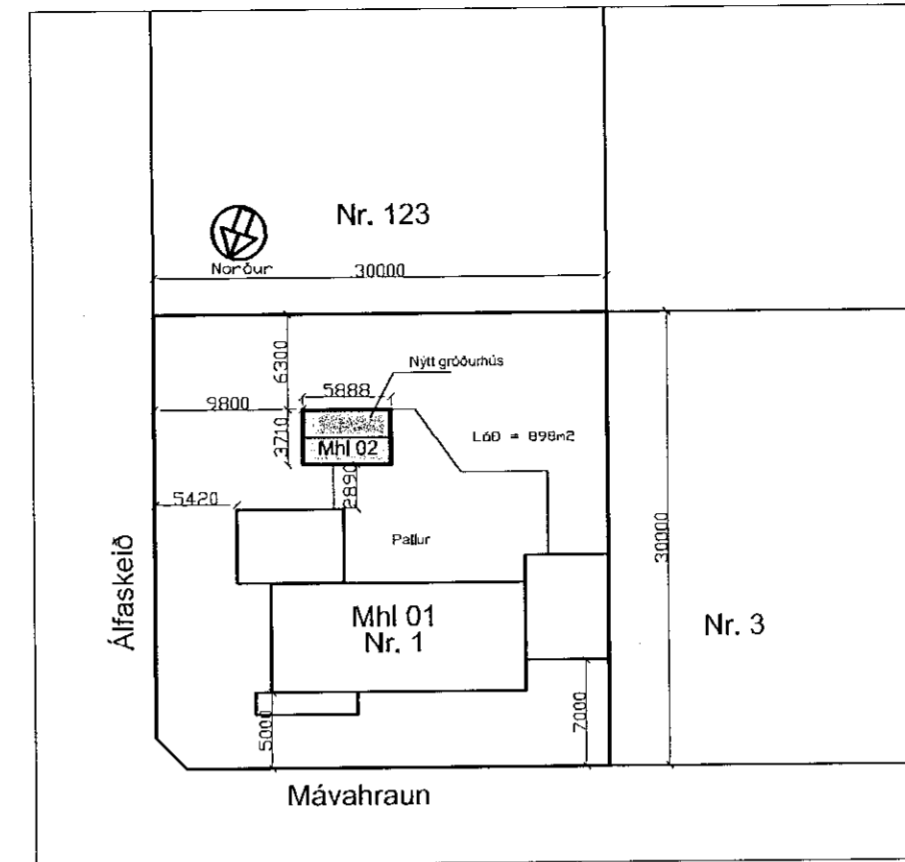 Nr. 123
Norður
30000
6300
Nýtt gróðurhús
5888
9800
3710
Mhl 02
LóÐ = 898m2
2890
5420
Pallur
30000
Álfaskeið
Mhl 01
Nr. 1
Nr. 3
5000
7000
Mávahraun